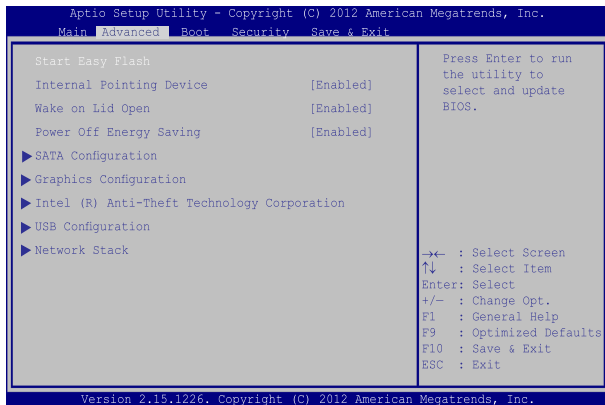 Aptio Setup Utility - Copyright (C) 2012 American Megatrends, Inc.
Main Advanced Boot Security Save & Exit
Start Easy Flash
Internal Pointing Device [Enabled]
Wake on Lid Open [Enabled]
Power Off Energy Saving [Enabled]
SATA Configuration
Graphics Configuration
Intel (R) Anti-Theft Technology Corporation
USB Configuration
Network Stack
Press Enter to run
the utility to
select and update
BIOS.
→← : Select Screen
↑↓ : Select Item
Enter: Select
+/— : Change Opt.
F1 : General Help
F9 : Optimized Defaults
F10 : Save & Exit
ESC : Exit
Version 2.15.1226. Copyright (C) 2012 American Megatrends, Inc.